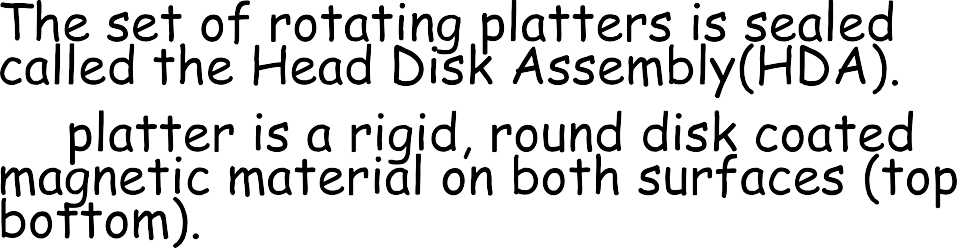 The set of rotating platters is sealed
called the Head Disk Assembly(HDA).
platter is a rigid, round disk coated
magnetic material on both surfaces (top
bottom).